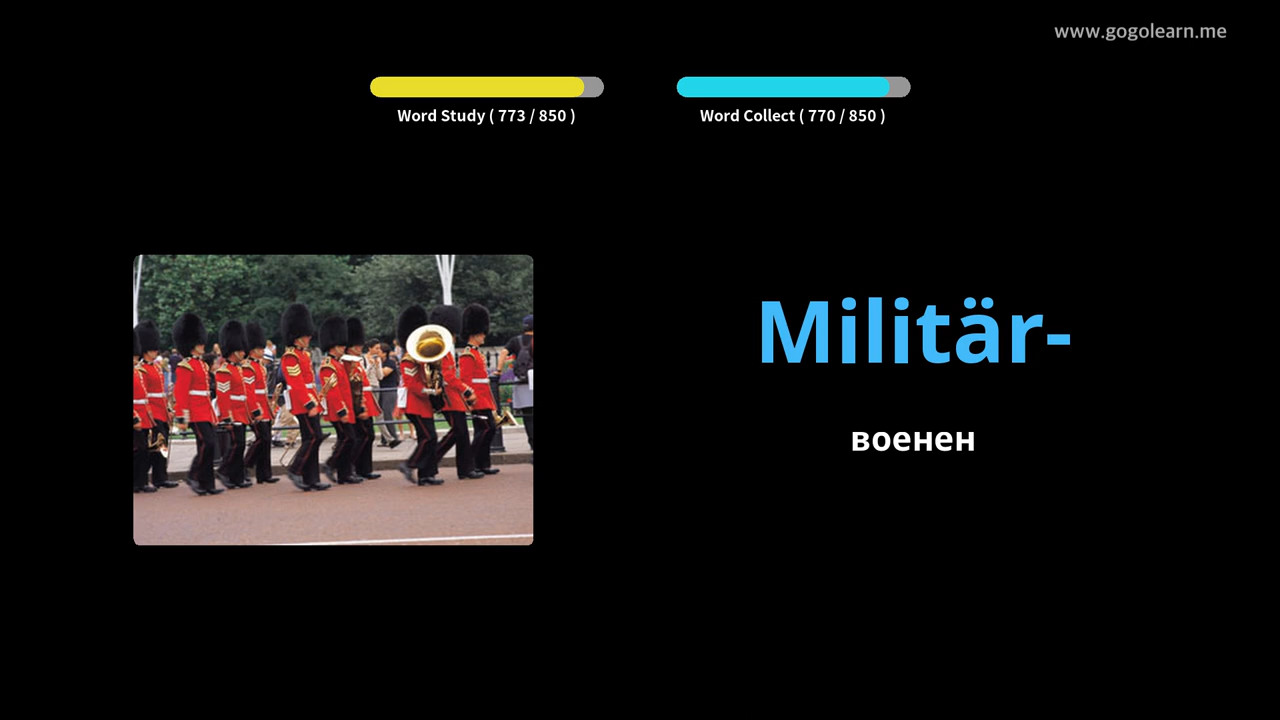 www.gogolearn.me
Word Study ( 773 / 850 )
Word Collect ( 770 / 850 )
Militär-
военен